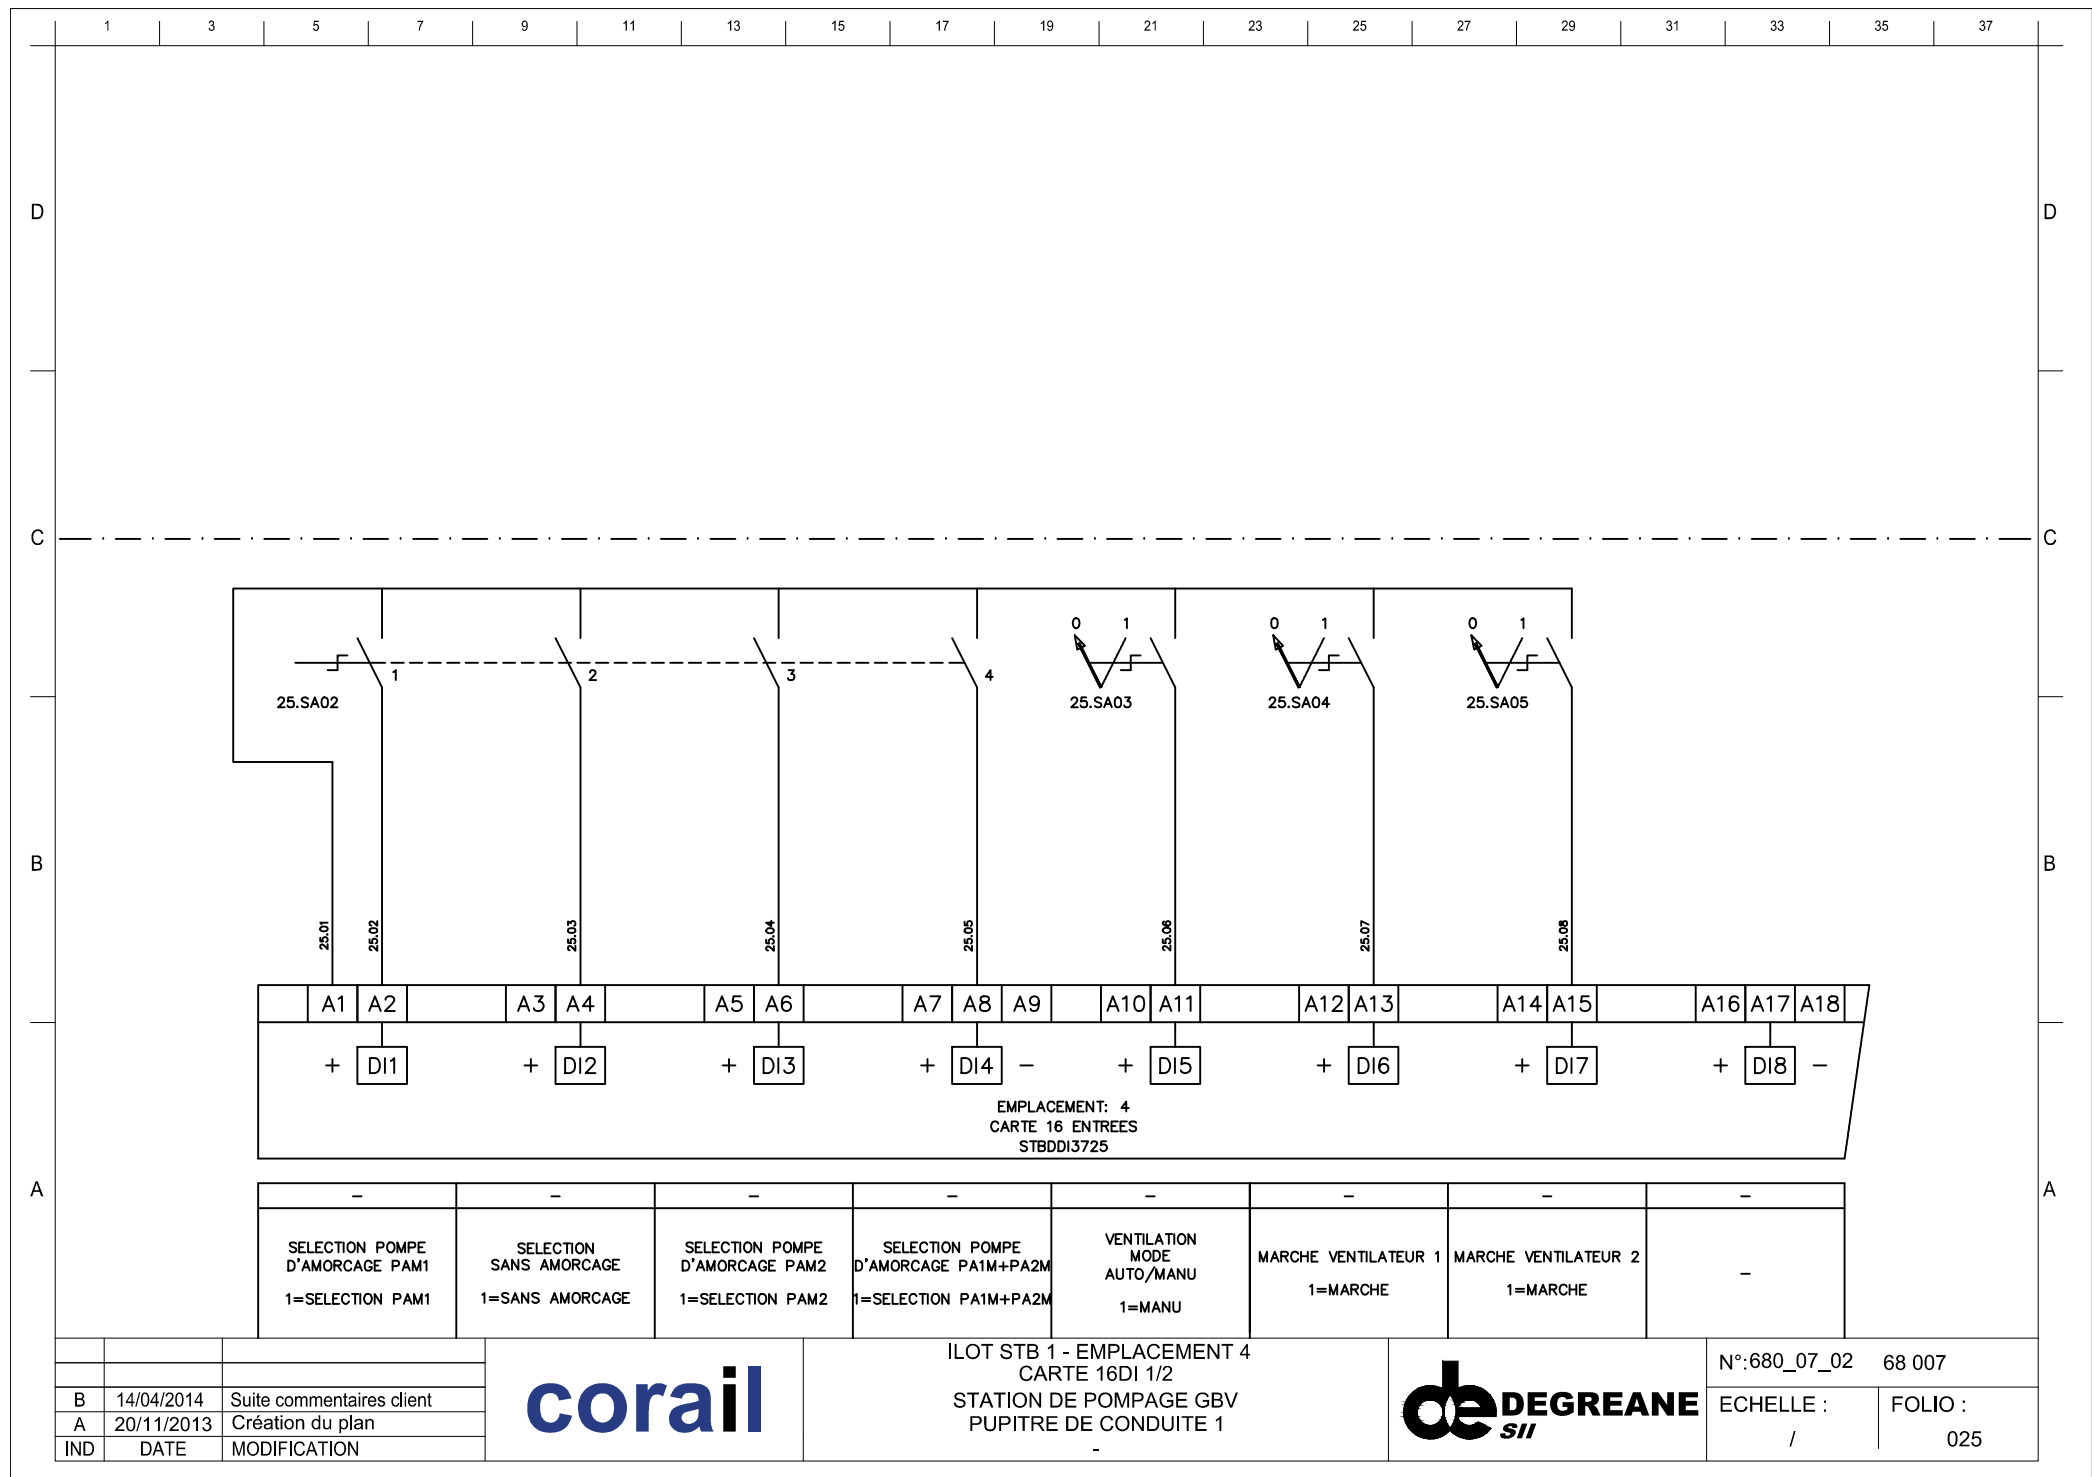 1 3 5 7 9 11 13 15 17 19 21 23 25 27 29 31 33 35 37
D D
C C
0 1 0 1 0 1
1 2 3 4
25.SA02 25.SA03 25.SA04 25.SA05
B B
25.01 25.02 25.03 25.04 25.05 25.06 25.07 25.08
A1 A2 A3 A4 A5 A6 A7 A8 A9 A10 A11 A12 A13 A14 A15 A16 A17 A18
+ DI1 + DI2 + DI3 + DI4 - + DI5 + DI6 + DI7 + DI8 -
EMPLACEMENT: 4
CARTE 16 ENTREES
STBDDI3725
A A
- - - - - - - -
SELECTION POMPE
D'AMORCAGE PAM1
1=SELECTION PAM1
SELECTION
SANS AMORCAGE
1=SANS AMORCAGE
SELECTION POMPE
D'AMORCAGE PAM2
1=SELECTION PAM2
SELECTION POMPE
D'AMORCAGE PA1M+PA2M
1=SELECTION PA1M+PA2M
VENTILATION
MODE
AUTO/MANU
1=MANU
MARCHE VENTILATEUR 1
1=MARCHE
MARCHE VENTILATEUR 2
1=MARCHE
-
B 14/04/2014 Suite commentaires client
A 20/11/2013 Création du plan
IND DATE MODIFICATION
corail
ILOT STB 1 - EMPLACEMENT 4
CARTE 16DI 1/2
STATION DE POMPAGE GBV
PUPITRE DE CONDUITE 1
-
de DEGREANE
SII
N°:680_07_02 68 007
ECHELLE :
/
FOLIO :
025